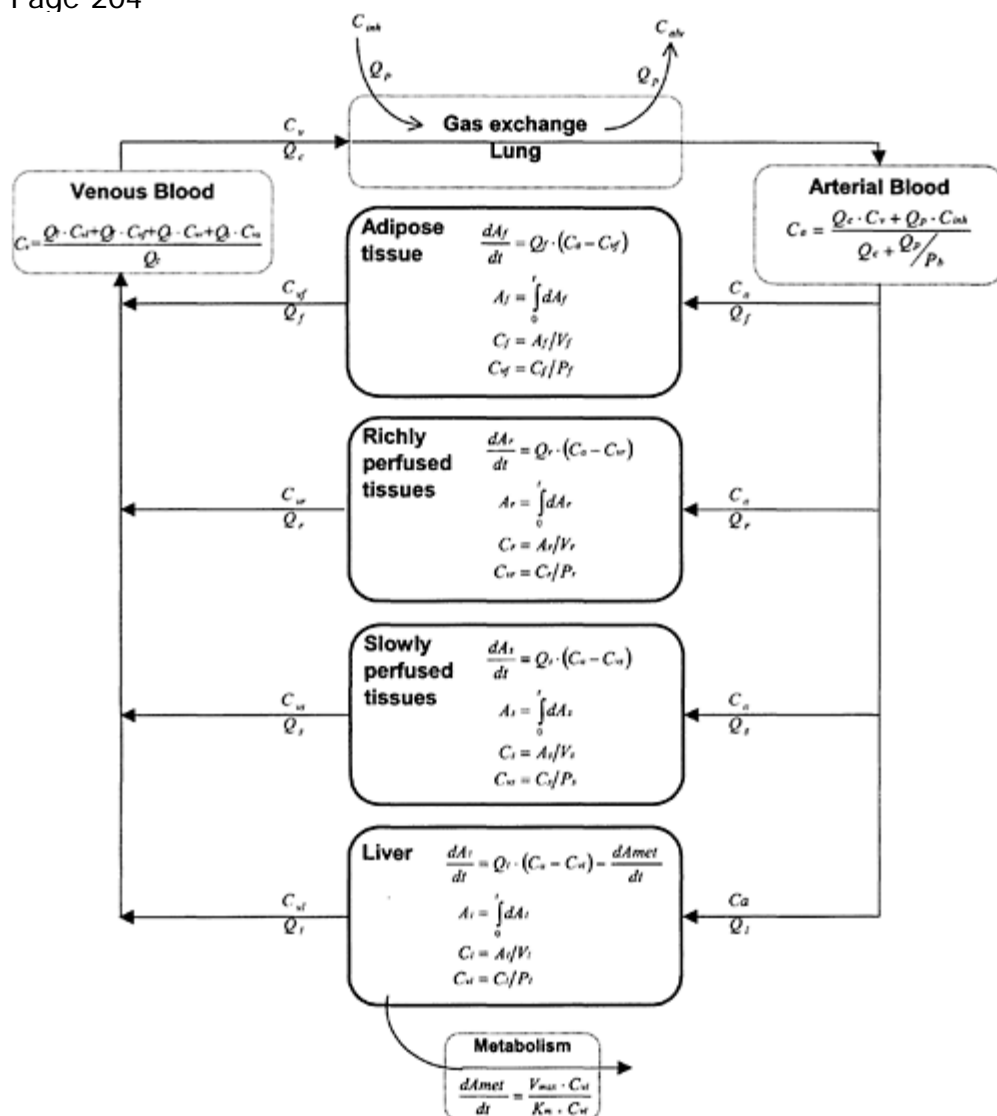 Page 204
C_inh
C_alv
Q_p
Q_p
Gas exchange
Lung
C_v
Q_c
Venous Blood
Arterial Blood
C_a = (Q_c · C_v + Q_p · C_inh) / (Q_c + Q_p/P_b)
Adipose
tissue
dA_f/dt = Q_f · (C_a − C_vf)
A_f = ∫_0^t dA_f
C_f = A_f/V_f
C_vf = C_f/P_f
C_vf
Q_f
C_a
Q_f
Richly
perfused
tissues
dA_r/dt = Q_r · (C_a − C_vr)
A_r = ∫_0^t dA_r
C_r = A_r/V_r
C_vr = C_r/P_r
C_vr
Q_r
C_a
Q_r
Slowly
perfused
tissues
dA_s/dt = Q_s · (C_a − C_vs)
A_s = ∫_0^t dA_s
C_s = A_s/V_s
C_vs = C_s/P_s
C_vs
Q_s
C_a
Q_s
Liver
dA_l/dt = Q_l · (C_a − C_vl) − dAmet/dt
A_l = ∫_0^t dA_l
C_l = A_l/V_l
C_vl = C_l/P_l
C_vl
Q_l
Ca
Q_l
Metabolism
dAmet/dt = (V_max · C_vl) / (K_m · C_vl)